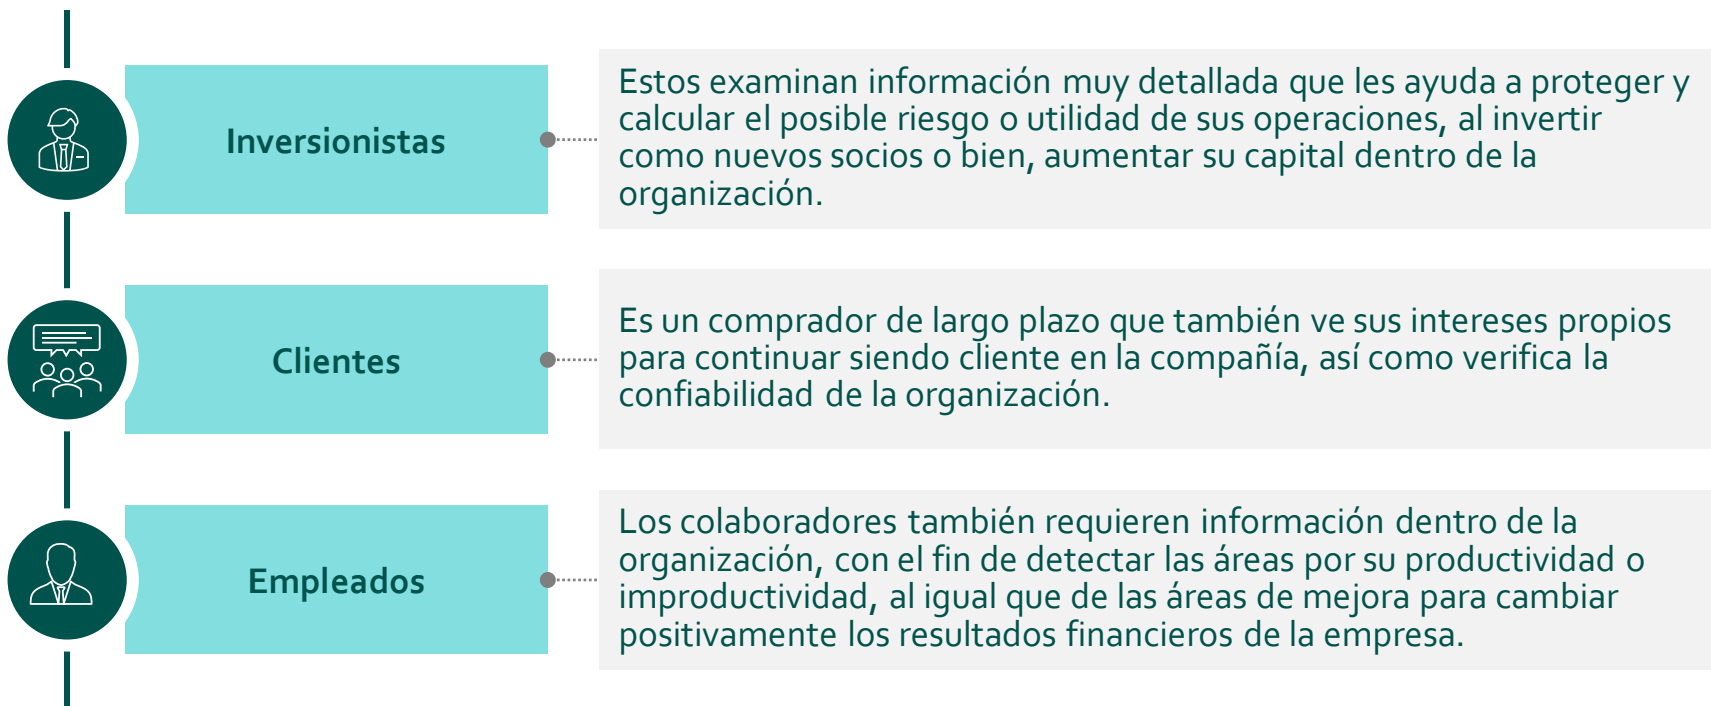 Inversionistas
Estos examinan información muy detallada que les ayuda a proteger y
calcular el posible riesgo o utilidad de sus operaciones, al invertir
como nuevos socios o bien, aumentar su capital dentro de la
organización.
Clientes
Es un comprador de largo plazo que también ve sus intereses propios
para continuar siendo cliente en la compañía, así como verifica la
confiabilidad de la organización.
Empleados
Los colaboradores también requieren información dentro de la
organización, con el fin de detectar las áreas por su productividad o
improductividad, al igual que de las áreas de mejora para cambiar
positivamente los resultados financieros de la empresa.